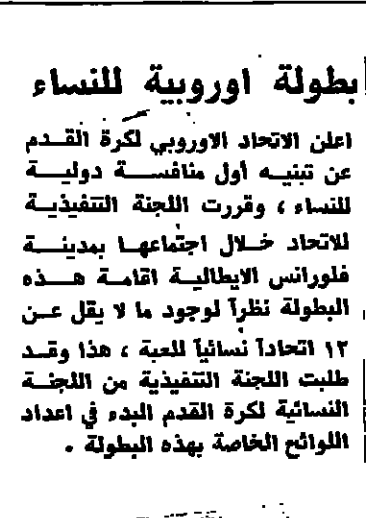 بطولة اوروبية للنساء
اعلن الاتحاد الاوروبي لكرة القدم
عن تبنيه أول منافسة دولية
للنساء ، وقررت اللجنة التنفيذية
للاتحاد خلال اجتماعها بمدينة
فلورانس الايطالية اقامة هذه
البطولة نظراً لوجود ما لا يقل عن
١٢ اتحاداً نسائياً للعبة ، هذا وقد
طلبت اللجنة التنفيذية من اللجنة
النسائية لكرة القدم البدء في اعداد
اللوائح الخاصة بهذه البطولة .